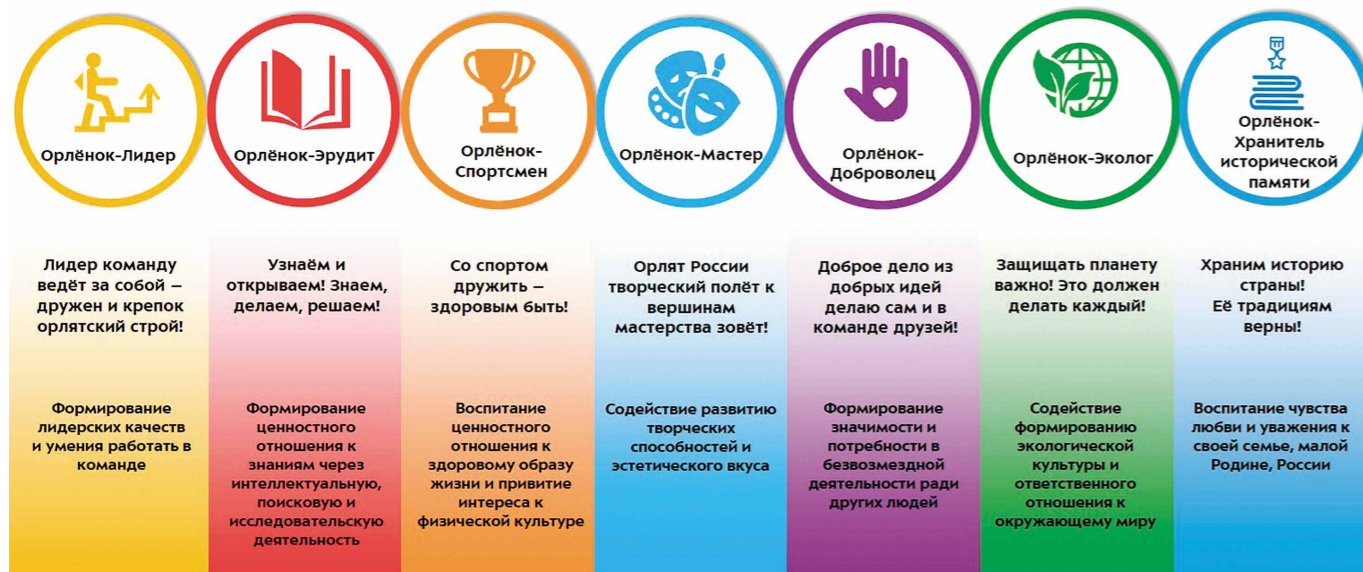 Орлёнок-Лидер
Орлёнок-Эрудит
Орлёнок-
Спортсмен
Орлёнок-Мастер
Орлёнок-
Доброволец
Орлёнок-Эколог
Орлёнок-
Хранитель
исторической
памяти
Лидер команду
ведёт за собой –
дружен и крепок
орлятский строй!
Узнаём и
открываем! Знаем,
делаем, решаем!
Со спортом
дружить –
здоровым быть!
Орлят России
творческий полёт к
вершинам
мастерства зовёт!
Доброе дело из
добрых идей
делаю сам и в
команде друзей!
Защищать планету
важно! Это должен
делать каждый!
Храним историю
страны!
Её традициям
верны!
Формирование
лидерских качеств
и умения работать в
команде
Формирование
ценностного
отношения к
знаниям через
интеллектуальную,
поисковую и
исследовательскую
деятельность
Воспитание
ценностного
отношения к
здоровому образу
жизни и привитие
интереса к
физической культуре
Содействие развитию
творческих
способностей и
эстетического вкуса
Формирование
значимости и
потребности в
безвозмездной
деятельности ради
других людей
Содействие
формированию
экологической
культуры и
ответственного
отношения к
окружающему миру
Воспитание чувства
любви и уважения к
своей семье, малой
Родине, России